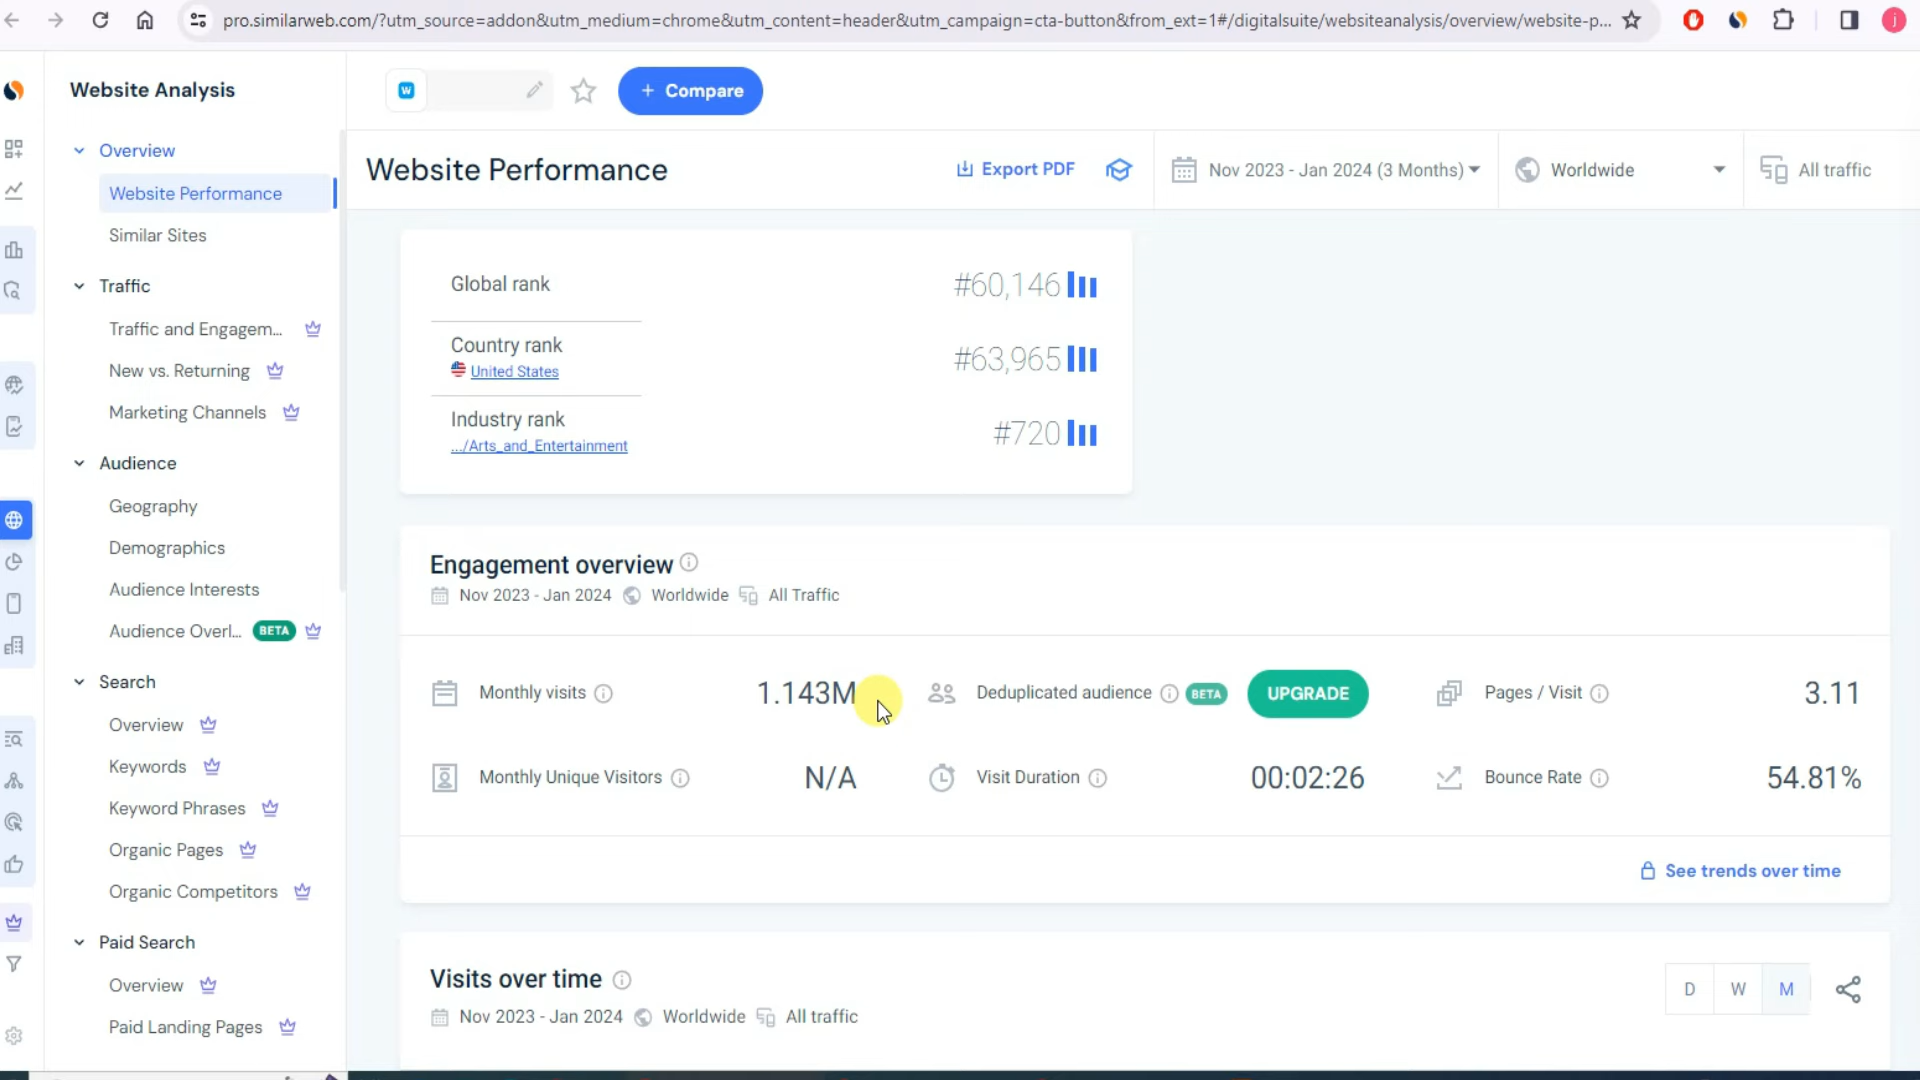 pro.similarweb.com/?utm_source=addon&utm_medium=chrome&utm_content=header&utm_campaign=cta-button&from_ext=1#/digitalsuite/websiteanalysis/overview/website-p...
j
Website Analysis
Overview
Website Performance
Similar Sites
Traffic
Traffic and Engagem...
New vs. Returning
Marketing Channels
Audience
Geography
Demographics
Audience Interests
Audience Overl... BETA
Search
Overview
Keywords
Keyword Phrases
Organic Pages
Organic Competitors
Paid Search
Overview
Paid Landing Pages
W
+ Compare
Website Performance
Export PDF
Nov 2023 - Jan 2024 (3 Months)
Worldwide
All traffic
Global rank #60,146
Country rank #63,965
United States
Industry rank #720
.../Arts_and_Entertainment
Engagement overview
Nov 2023 - Jan 2024 Worldwide All Traffic
Monthly visits 1.143M
Deduplicated audience BETA UPGRADE
Pages / Visit 3.11
Monthly Unique Visitors N/A
Visit Duration 00:02:26
Bounce Rate 54.81%
See trends over time
Visits over time
D W M
Nov 2023 - Jan 2024 Worldwide All traffic